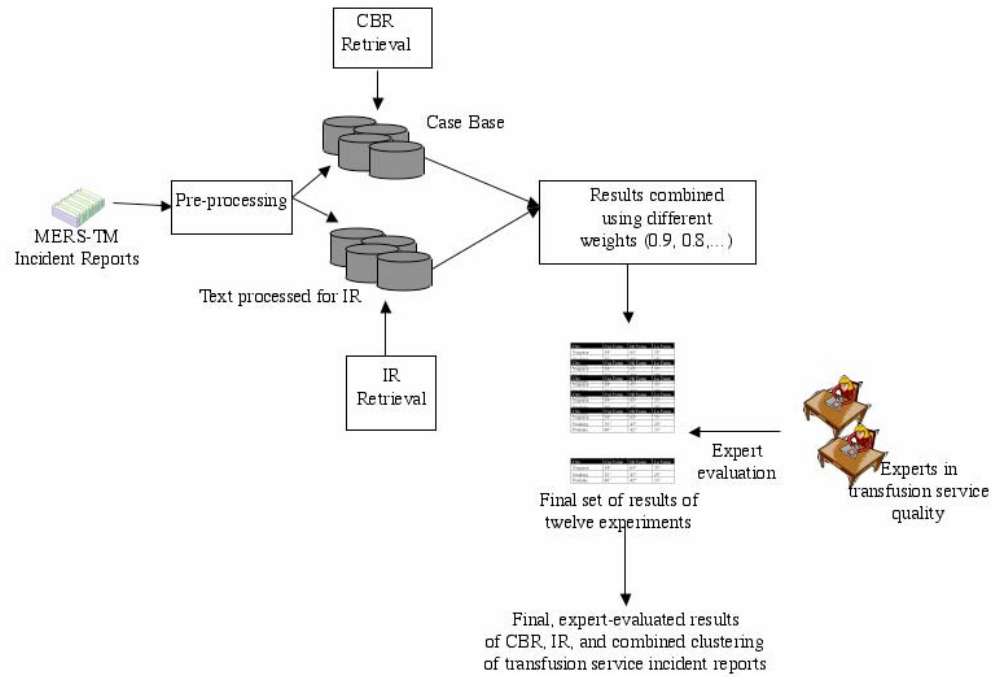 CBR
Retrieval
Case Base
Pre-processing
MERS-TM
Incident Reports
Text processed for IR
IR
Retrieval
Results combined
using different
weights (0.9, 0.8,...)
Expert
evaluation
Experts in
transfusion service
quality
Final set of results of
twelve experiments
Final, expert-evaluated results
of CBR, IR, and combined clustering
of transfusion service incident reports